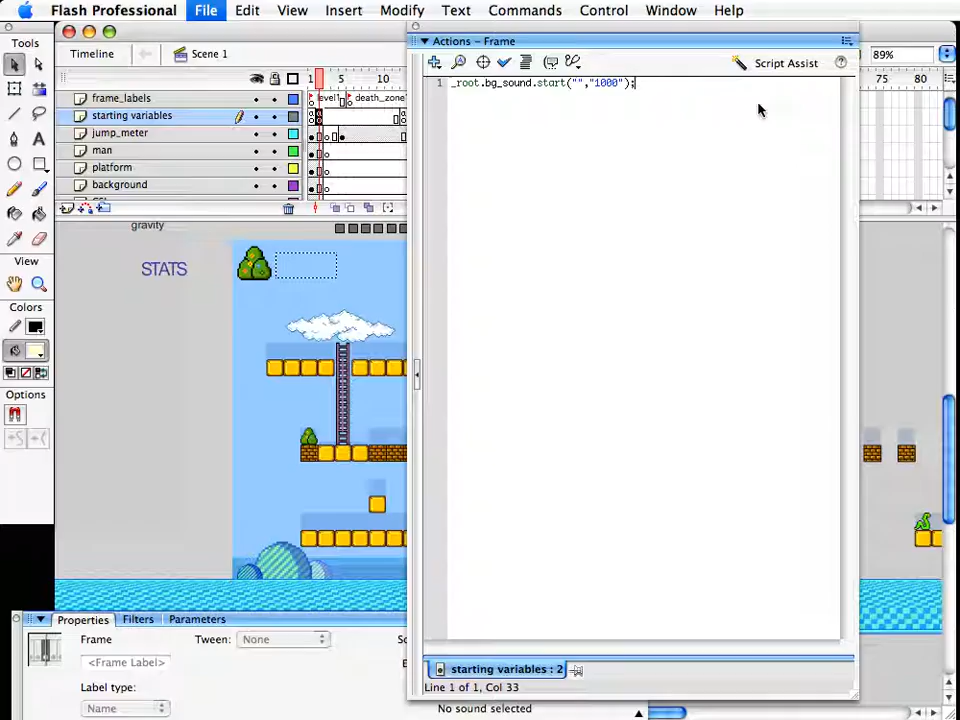 Flash Professional File Edit View Insert Modify Text Commands Control Window Help
Tools
Timeline
Scene 1
Actions – Frame
89%
Script Assist
1 5 10
75 80
frame_labels
level1
death_zone
starting variables
jump_meter
man
platform
background
1 _root.bg_sound.start("","1000");
gravity
STATS
View
Colors
Options
Properties Filters Parameters
Frame
Tween: None
<Frame Label>
Label type:
Name
starting variables : 2
Line 1 of 1, Col 33
No sound selected